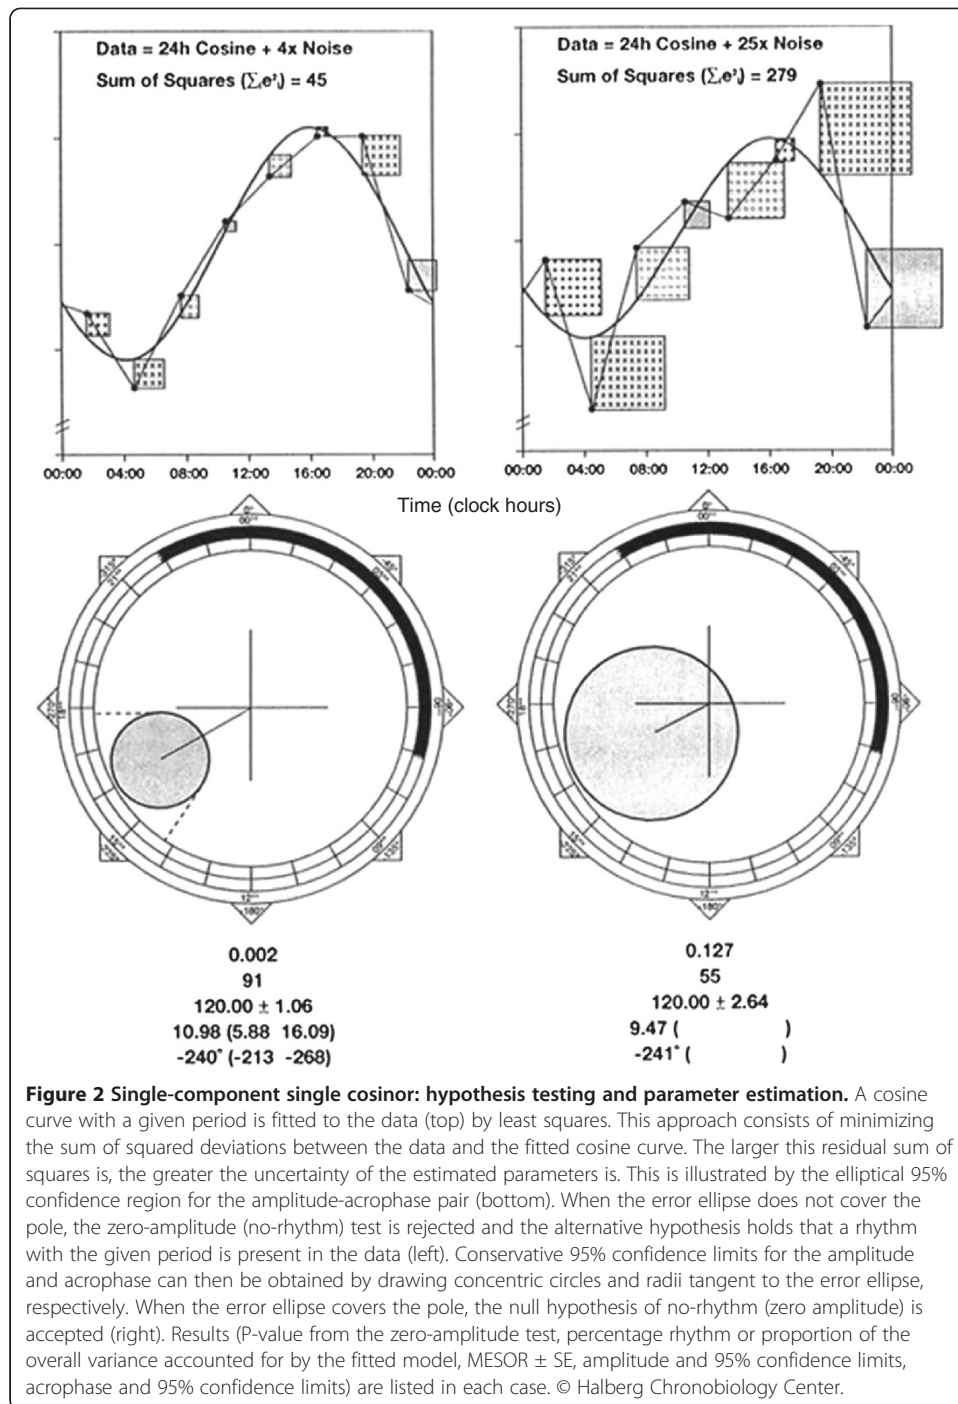 Data = 24h Cosine + 4x Noise
Sum of Squares (∑ᵢe²ᵢ) = 45
Data = 24h Cosine + 25x Noise
Sum of Squares (∑ᵢe²ᵢ) = 279
00:00 04:00 08:00 12:00 16:00 20:00 00:00
00:00 04:00 08:00 12:00 16:00 20:00 00:00
Time (clock hours)
0.002
91
120.00 ± 1.06
10.98 (5.88 16.09)
-240° (-213 -268)
0.127
55
120.00 ± 2.64
9.47 ( )
-241° ( )
Figure 2 Single-component single cosinor: hypothesis testing and parameter estimation. A cosine
curve with a given period is fitted to the data (top) by least squares. This approach consists of minimizing
the sum of squared deviations between the data and the fitted cosine curve. The larger this residual sum of
squares is, the greater the uncertainty of the estimated parameters is. This is illustrated by the elliptical 95%
confidence region for the amplitude-acrophase pair (bottom). When the error ellipse does not cover the
pole, the zero-amplitude (no-rhythm) test is rejected and the alternative hypothesis holds that a rhythm
with the given period is present in the data (left). Conservative 95% confidence limits for the amplitude
and acrophase can then be obtained by drawing concentric circles and radii tangent to the error ellipse,
respectively. When the error ellipse covers the pole, the null hypothesis of no-rhythm (zero amplitude) is
accepted (right). Results (P-value from the zero-amplitude test, percentage rhythm or proportion of the
overall variance accounted for by the fitted model, MESOR ± SE, amplitude and 95% confidence limits,
acrophase and 95% confidence limits) are listed in each case. © Halberg Chronobiology Center.